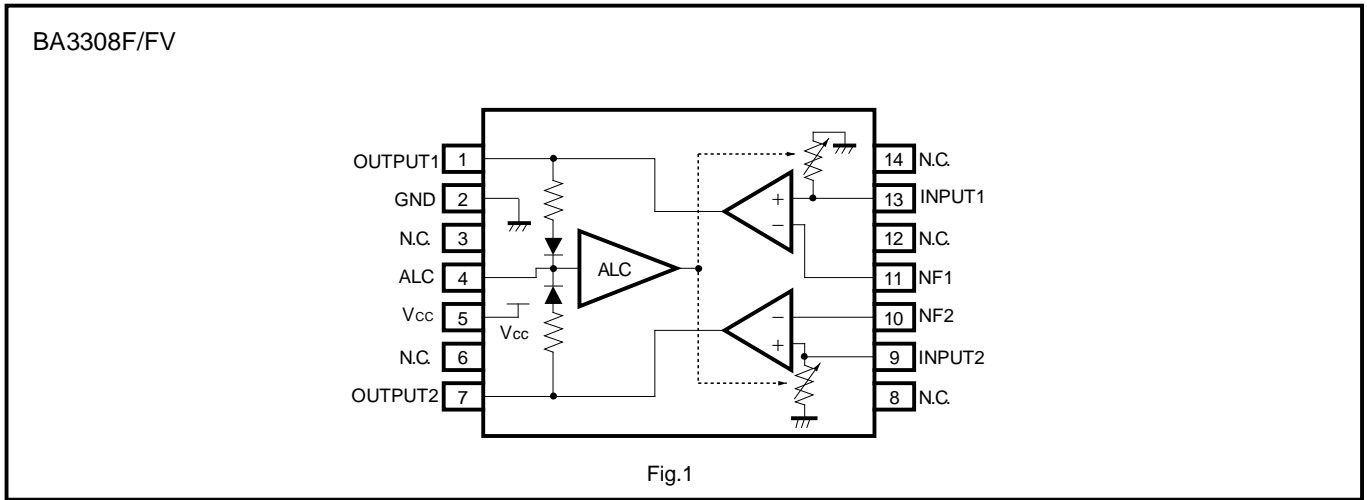 BA3308F/FV
OUTPUT1 1
GND 2
N.C. 3
ALC 4
Vcc 5
N.C. 6
OUTPUT2 7
Vcc
ALC
+
−
−
+
14 N.C.
13 INPUT1
12 N.C.
11 NF1
10 NF2
9 INPUT2
8 N.C.
Fig.1